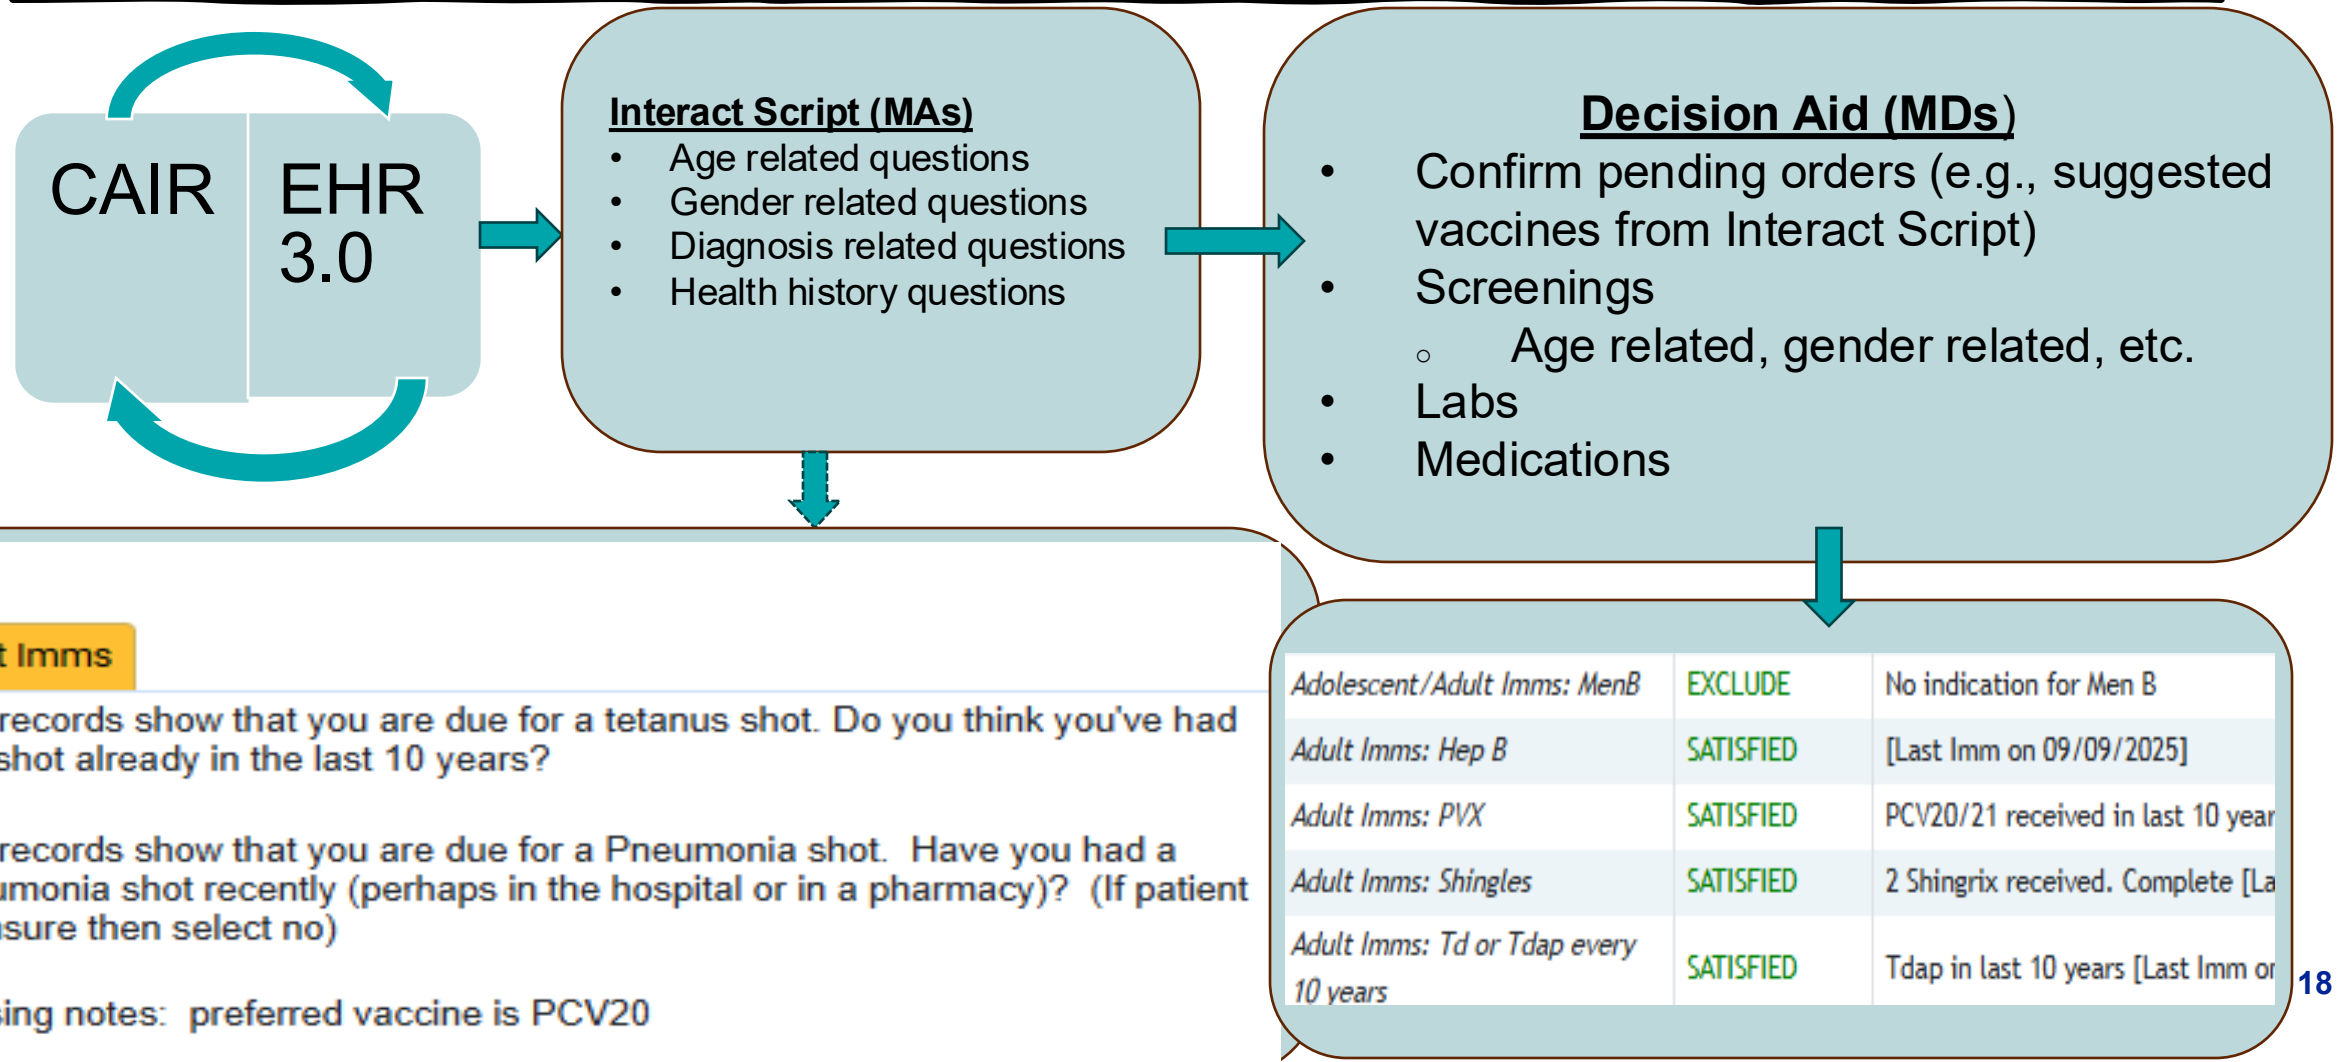 CAIR
EHR
3.0
Interact Script (MAs)
• Age related questions
• Gender related questions
• Diagnosis related questions
• Health history questions
Decision Aid (MDs)
• Confirm pending orders (e.g., suggested
vaccines from Interact Script)
• Screenings
o Age related, gender related, etc.
• Labs
• Medications
t Imms
records show that you are due for a tetanus shot. Do you think you've had
shot already in the last 10 years?
records show that you are due for a Pneumonia shot. Have you had a
umonia shot recently (perhaps in the hospital or in a pharmacy)? (If patient
nsure then select no)
sing notes: preferred vaccine is PCV20
Adolescent/Adult Imms: MenB EXCLUDE No indication for Men B
Adult Imms: Hep B SATISFIED [Last Imm on 09/09/2025]
Adult Imms: PVX SATISFIED PCV20/21 received in last 10 year
Adult Imms: Shingles SATISFIED 2 Shingrix received. Complete [La
Adult Imms: Td or Tdap every
10 years SATISFIED Tdap in last 10 years [Last Imm on
18